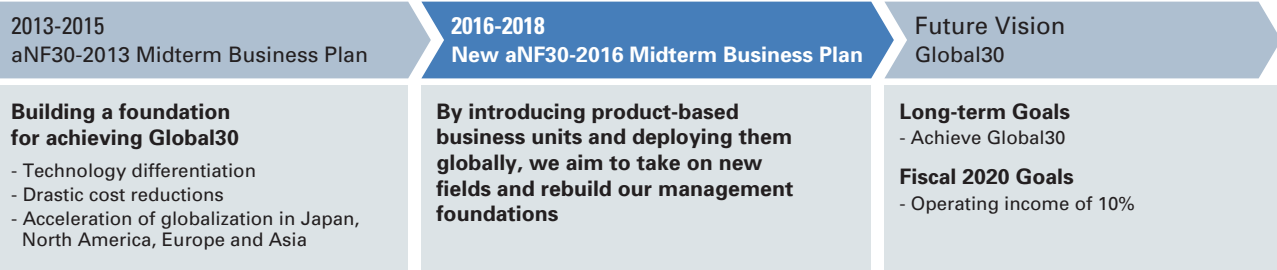 2013-2015
aNF30-2013 Midterm Business Plan
Building a foundation
for achieving Global30
- Technology differentiation
- Drastic cost reductions
- Acceleration of globalization in Japan,
North America, Europe and Asia
2016-2018
New aNF30-2016 Midterm Business Plan
By introducing product-based
business units and deploying them
globally, we aim to take on new
fields and rebuild our management
foundations
Future Vision
Global30
Long-term Goals
- Achieve Global30
Fiscal 2020 Goals
- Operating income of 10%